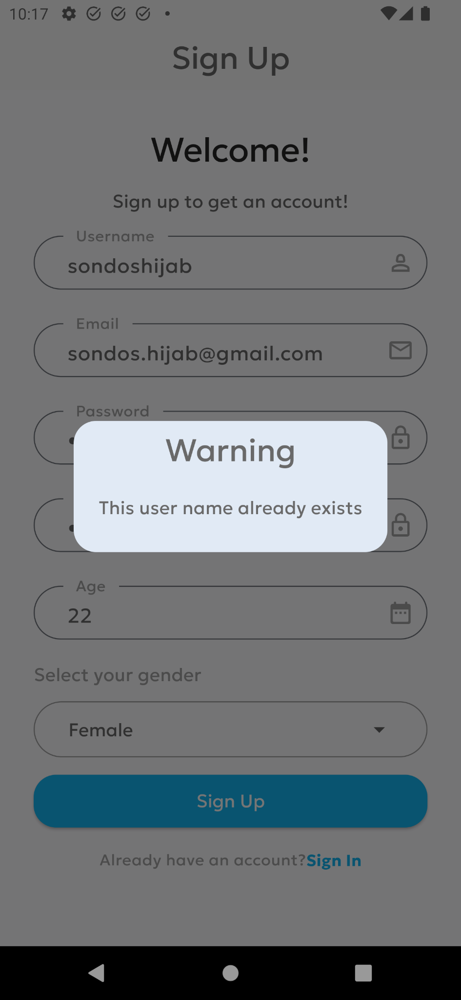 10:17
Sign Up
Welcome!
Sign up to get an account!
Username
sondoshijab
Email
sondos.hijab@gmail.com
Password
Warning
This user name already exists
Age
22
Select your gender
Female
Sign Up
Already have an account?Sign In